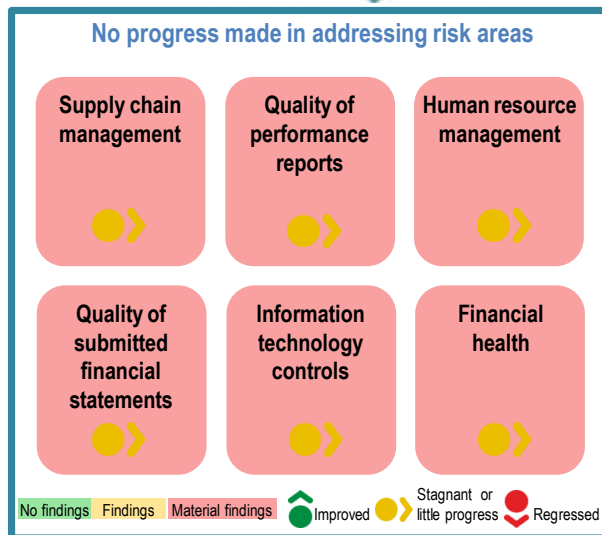 No progress made in addressing risk areas
Supply chain
management
Quality of
performance
reports
Human resource
management
Quality of
submitted
financial
statements
Information
technology
controls
Financial
health
No findings
Findings
Material findings
Improved
Stagnant or
little progress
Regressed